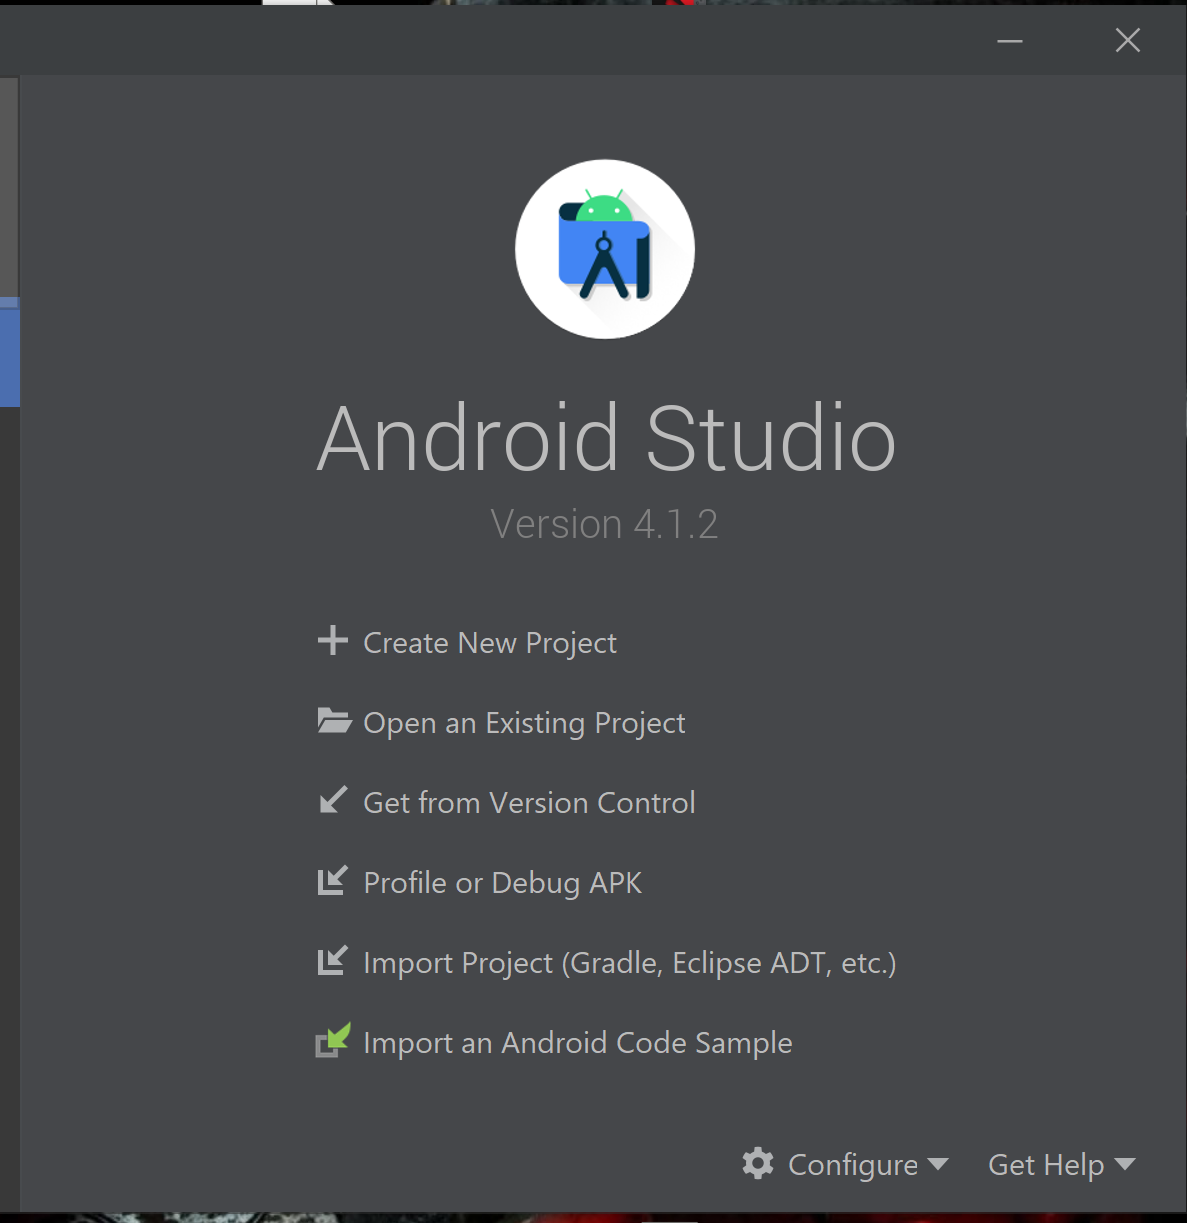 Android Studio
Version 4.1.2
Create New Project
Open an Existing Project
Get from Version Control
Profile or Debug APK
Import Project (Gradle, Eclipse ADT, etc.)
Import an Android Code Sample
Configure
Get Help